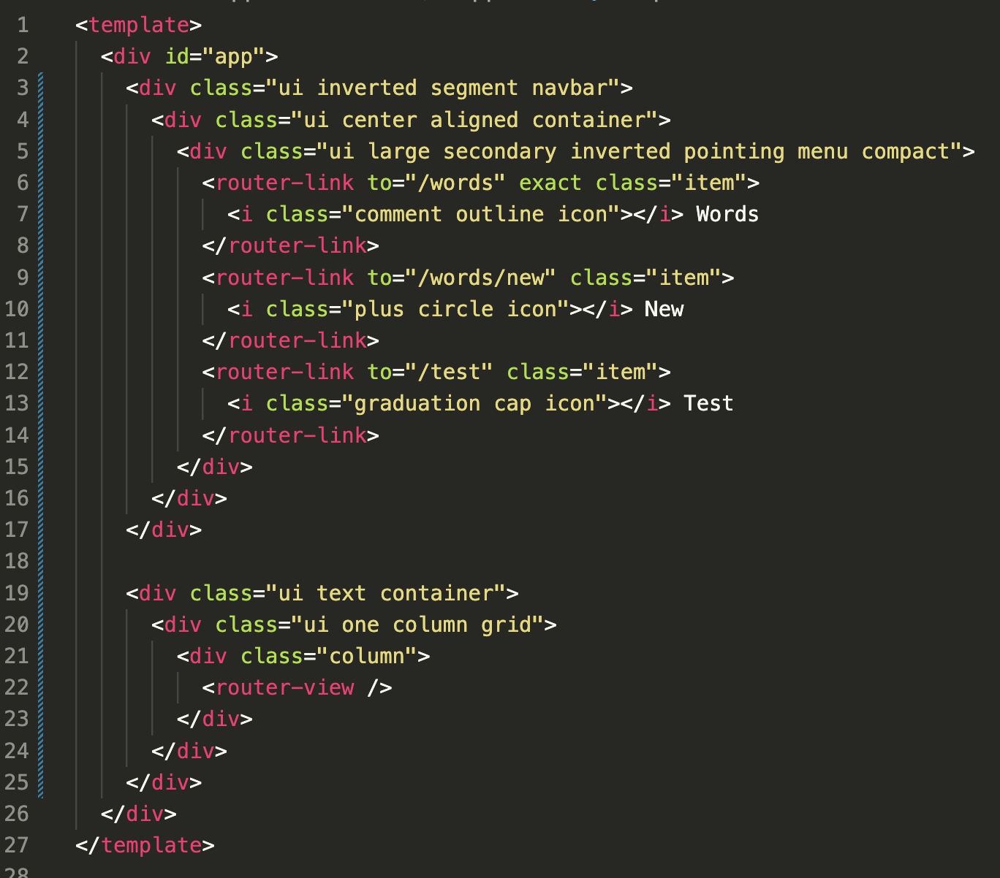 1 <template>
2 <div id="app">
3 <div class="ui inverted segment navbar">
4 <div class="ui center aligned container">
5 <div class="ui large secondary inverted pointing menu compact">
6 <router-link to="/words" exact class="item">
7 <i class="comment outline icon"></i> Words
8 </router-link>
9 <router-link to="/words/new" class="item">
10 <i class="plus circle icon"></i> New
11 </router-link>
12 <router-link to="/test" class="item">
13 <i class="graduation cap icon"></i> Test
14 </router-link>
15 </div>
16 </div>
17 </div>
18
19 <div class="ui text container">
20 <div class="ui one column grid">
21 <div class="column">
22 <router-view />
23 </div>
24 </div>
25 </div>
26 </div>
27 </template>
28